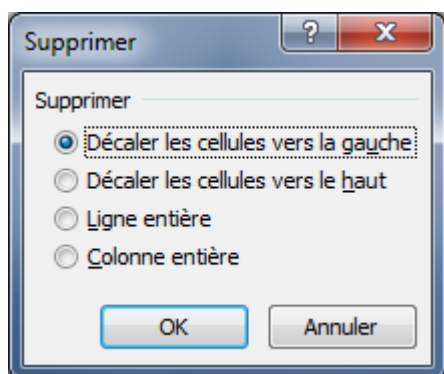 Supprimer
Supprimer
Décaler les cellules vers la gauche
Décaler les cellules vers le haut
Ligne entière
Colonne entière
OK Annuler